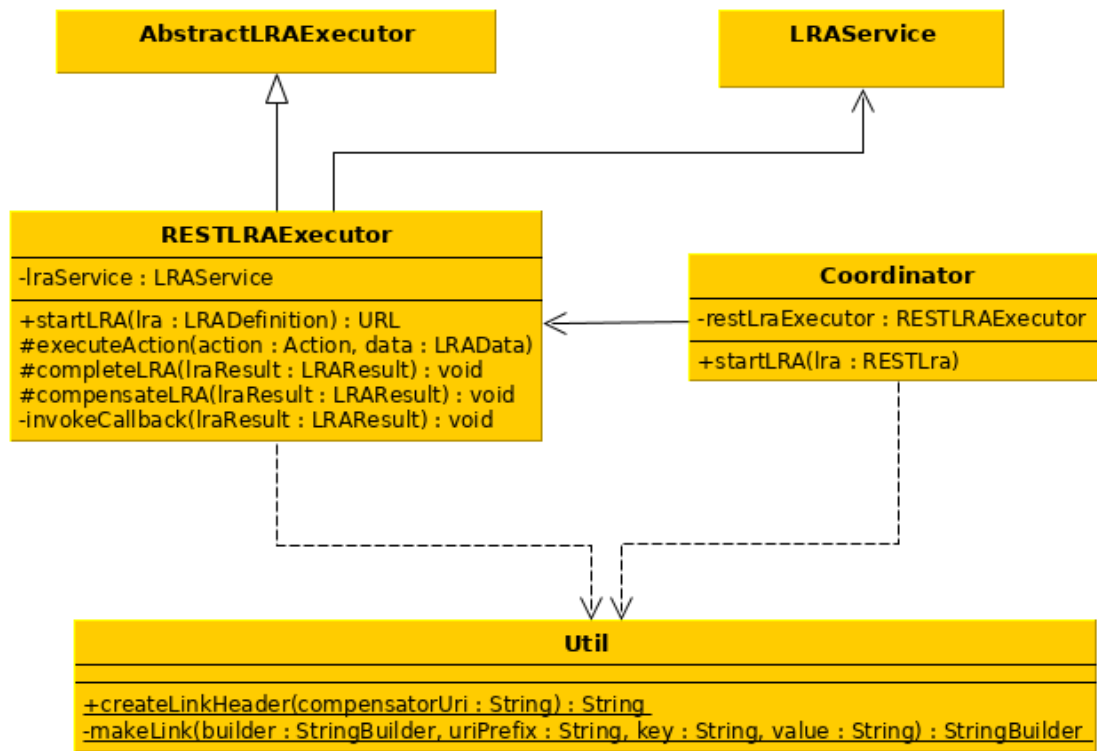 AbstractLRAExecutor
LRAService
RESTLRAExecutor
-lraService : LRAService
+startLRA(lra : LRADefinition) : URL
#executeAction(action : Action, data : LRAData)
#completeLRA(lraResult : LRAResult) : void
#compensateLRA(lraResult : LRAResult) : void
-invokeCallback(lraResult : LRAResult) : void
Coordinator
-restLraExecutor : RESTLRAExecutor
+startLRA(lra : RESTLra)
Util
+createLinkHeader(compensatorUri : String) : String
-makeLink(builder : StringBuilder, uriPrefix : String, key : String, value : String) : StringBuilder